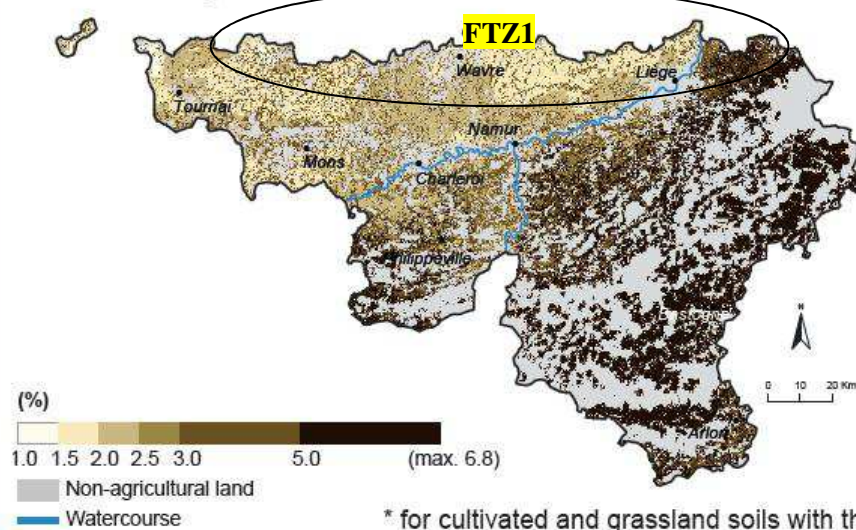 FTZ1
Wavre
Liège
Tournai
Namur
Mons
Charleroi
Philippeville
Bastogne
N
0 10 20 Km
Arlon
(%)
1.0 1.5 2.0 2.5 3.0 5.0 (max. 6.8)
Non-agricultural land
Watercourse
* for cultivated and grassland soils with th